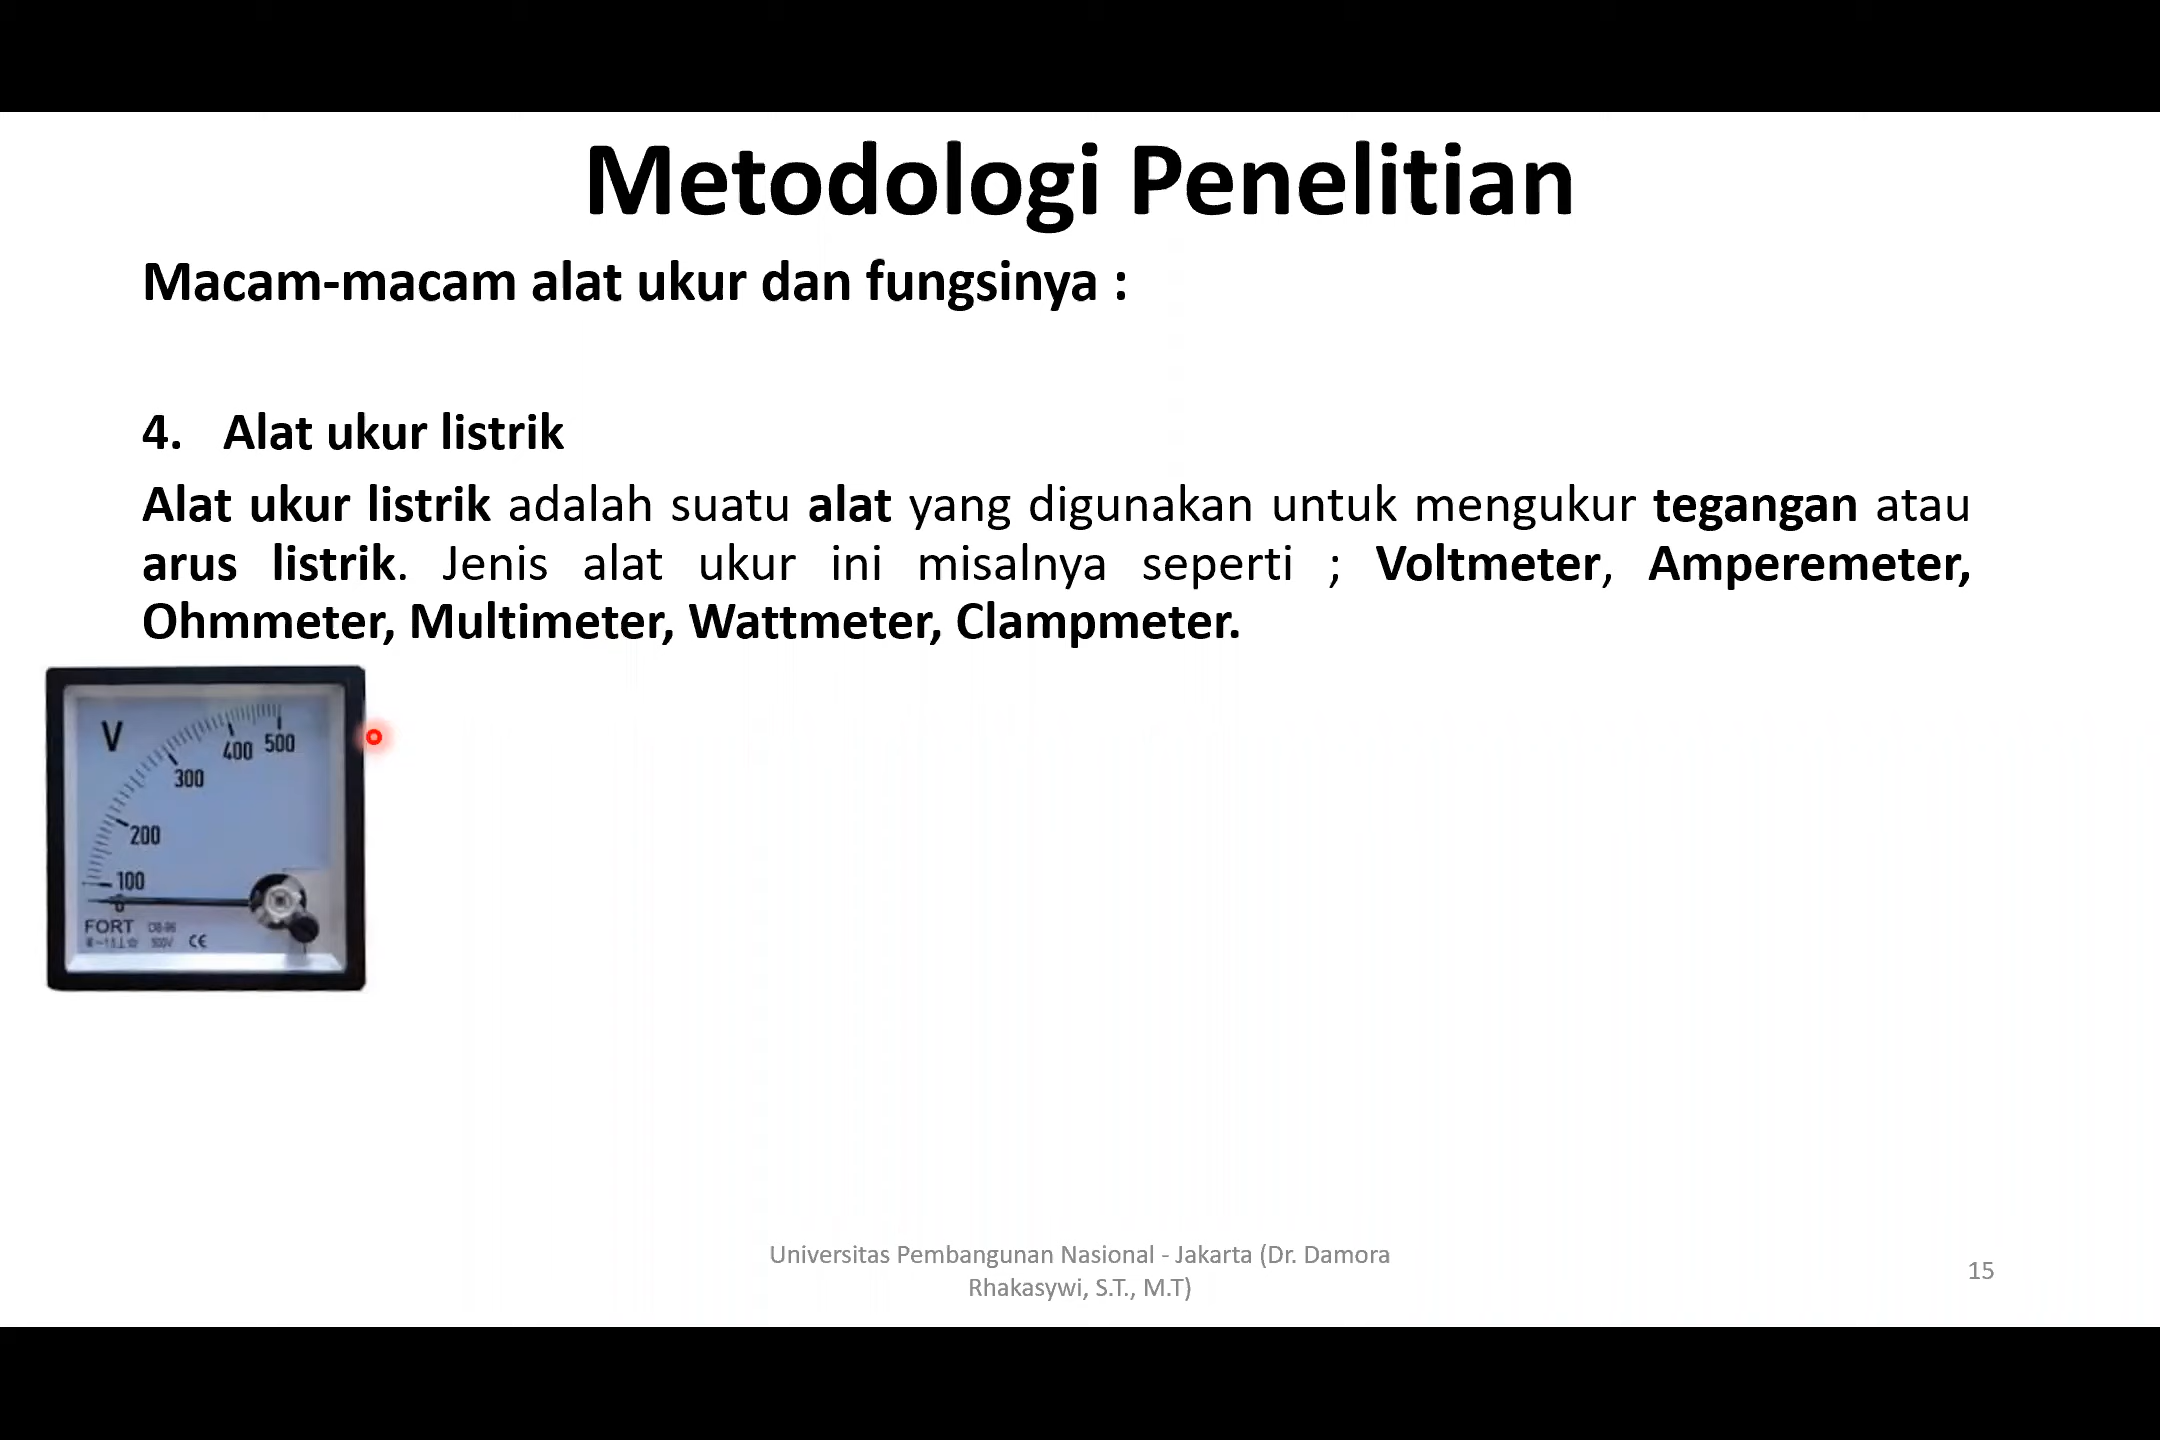 Metodologi Penelitian
Macam-macam alat ukur dan fungsinya :
4. Alat ukur listrik
Alat ukur listrik adalah suatu alat yang digunakan untuk mengukur tegangan atau
arus listrik. Jenis alat ukur ini misalnya seperti ; Voltmeter, Amperemeter,
Ohmmeter, Multimeter, Wattmeter, Clampmeter.
V
500
400
300
200
100
0
FORT
500V CE
Universitas Pembangunan Nasional - Jakarta (Dr. Damora
Rhakasywi, S.T., M.T)
15